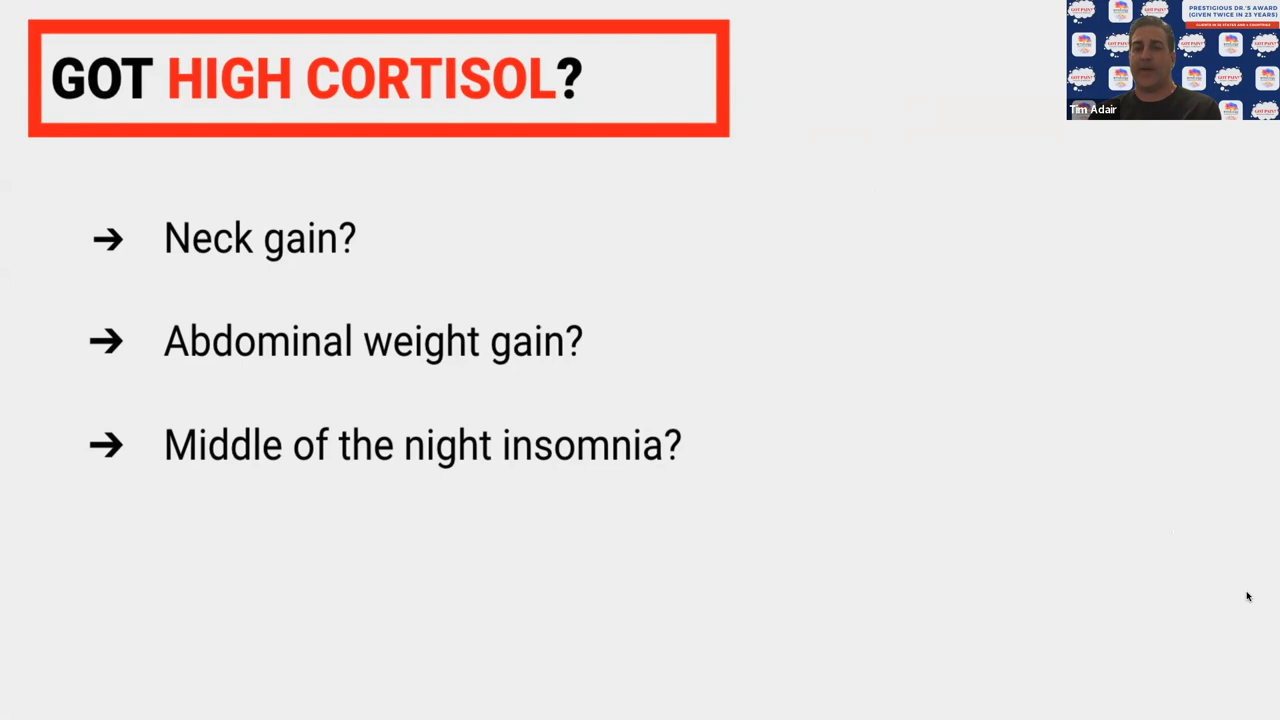 GOT HIGH CORTISOL?
PRESTIGIOUS DR.'S AWARD
(GIVEN TWICE IN 23 YEARS)
Tim Adair
➔ Neck gain?
➔ Abdominal weight gain?
➔ Middle of the night insomnia?